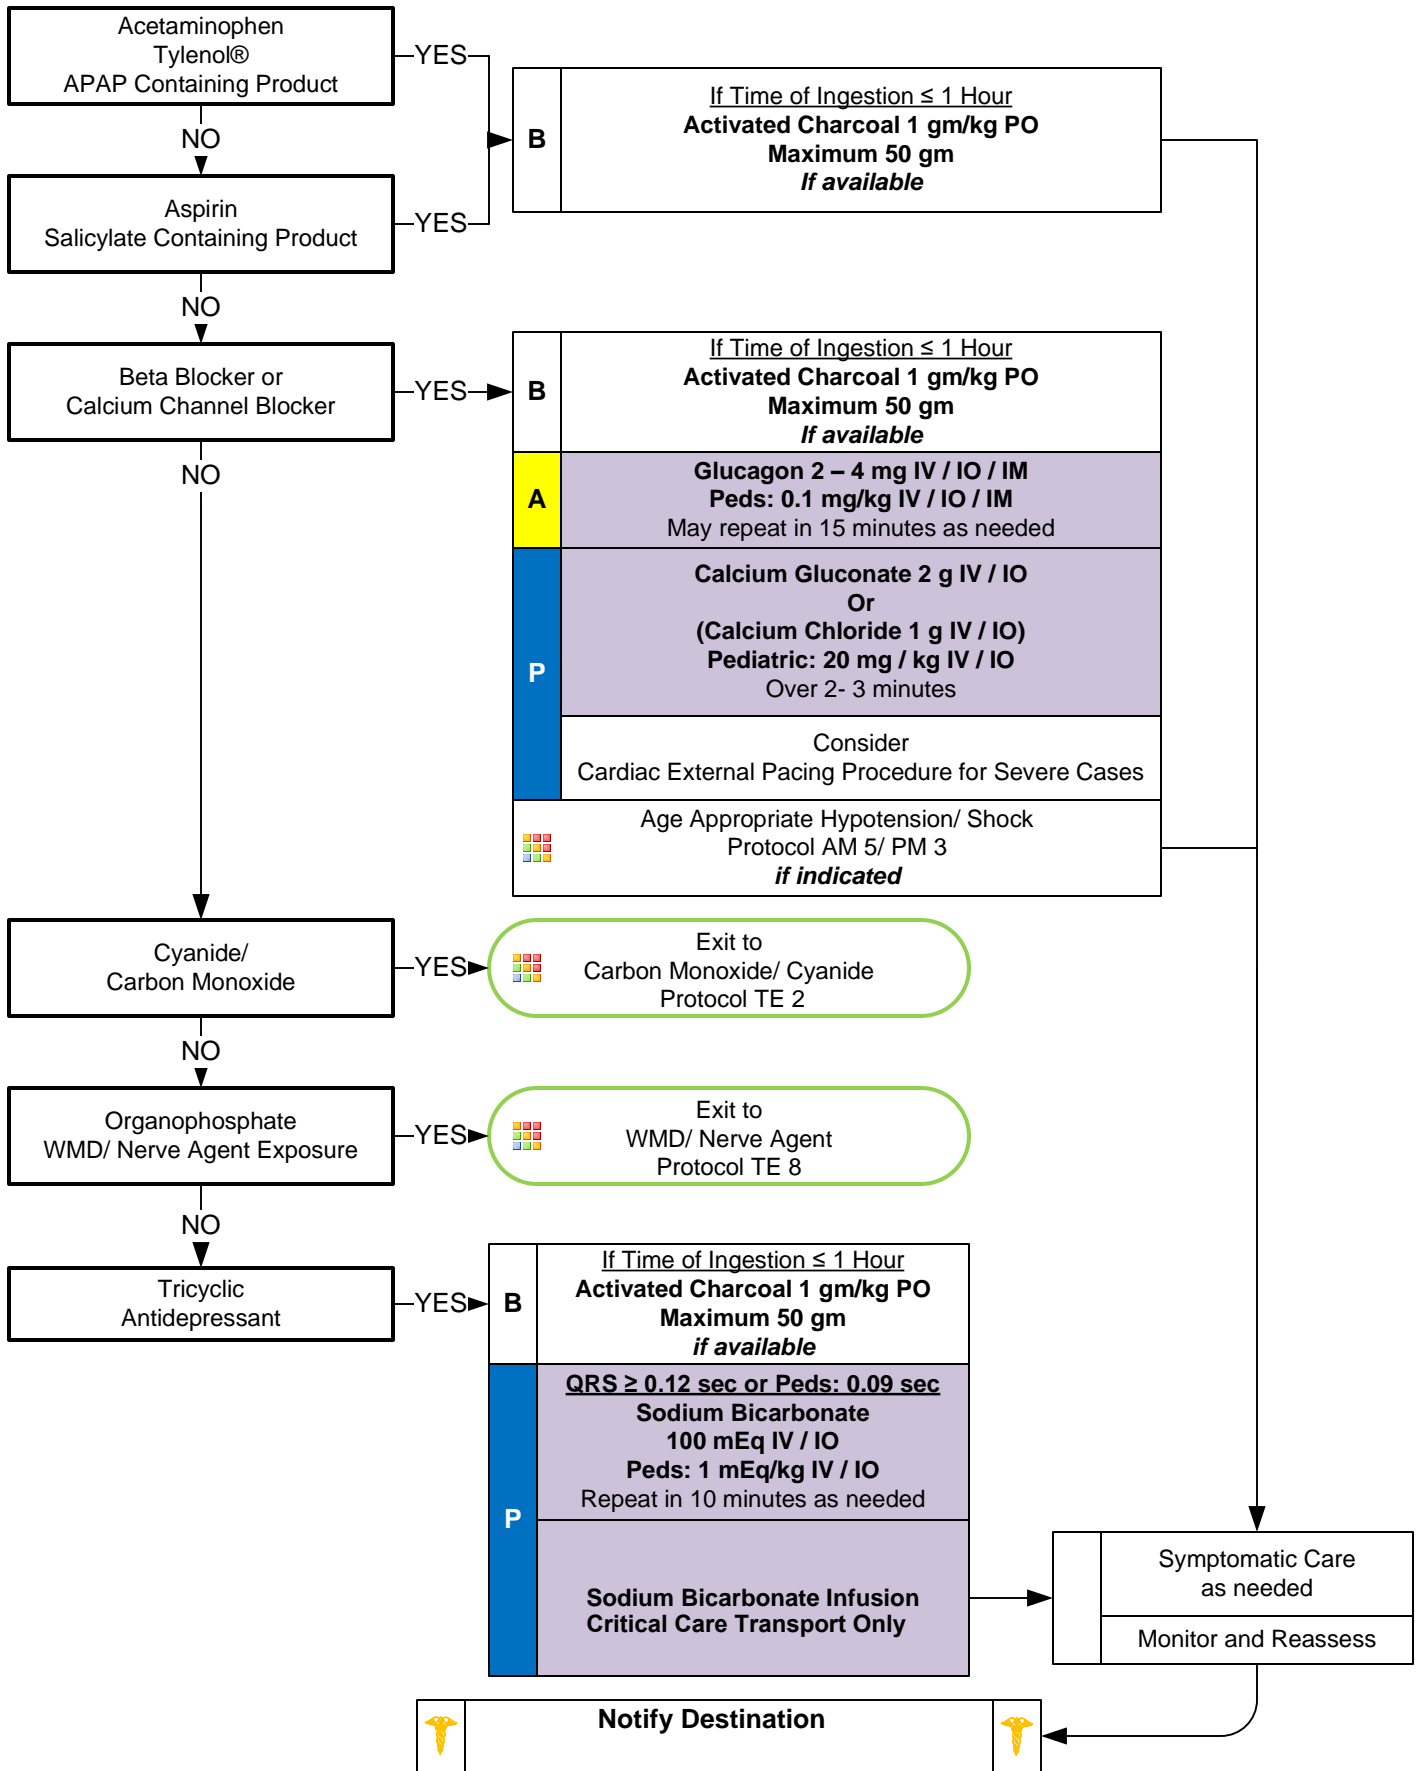 Acetaminophen
Tylenol®
APAP Containing Product
YES
NO
If Time of Ingestion ≤ 1 Hour
B
Activated Charcoal 1 gm/kg PO
Maximum 50 gm
If available
Aspirin
Salicylate Containing Product
YES
NO
Beta Blocker or
Calcium Channel Blocker
YES
NO
B
If Time of Ingestion ≤ 1 Hour
Activated Charcoal 1 gm/kg PO
Maximum 50 gm
If available
A
Glucagon 2 – 4 mg IV / IO / IM
Peds: 0.1 mg/kg IV / IO / IM
May repeat in 15 minutes as needed
P
Calcium Gluconate 2 g IV / IO
Or
(Calcium Chloride 1 g IV / IO)
Pediatric: 20 mg / kg IV / IO
Over 2- 3 minutes
Consider
Cardiac External Pacing Procedure for Severe Cases
Age Appropriate Hypotension/ Shock
Protocol AM 5/ PM 3
if indicated
Cyanide/
Carbon Monoxide
YES
NO
Exit to
Carbon Monoxide/ Cyanide
Protocol TE 2
Organophosphate
WMD/ Nerve Agent Exposure
YES
NO
Exit to
WMD/ Nerve Agent
Protocol TE 8
Tricyclic
Antidepressant
YES
B
If Time of Ingestion ≤ 1 Hour
Activated Charcoal 1 gm/kg PO
Maximum 50 gm
if available
P
QRS ≥ 0.12 sec or Peds: 0.09 sec
Sodium Bicarbonate
100 mEq IV / IO
Peds: 1 mEq/kg IV / IO
Repeat in 10 minutes as needed
Sodium Bicarbonate Infusion
Critical Care Transport Only
Symptomatic Care
as needed
Monitor and Reassess
Notify Destination